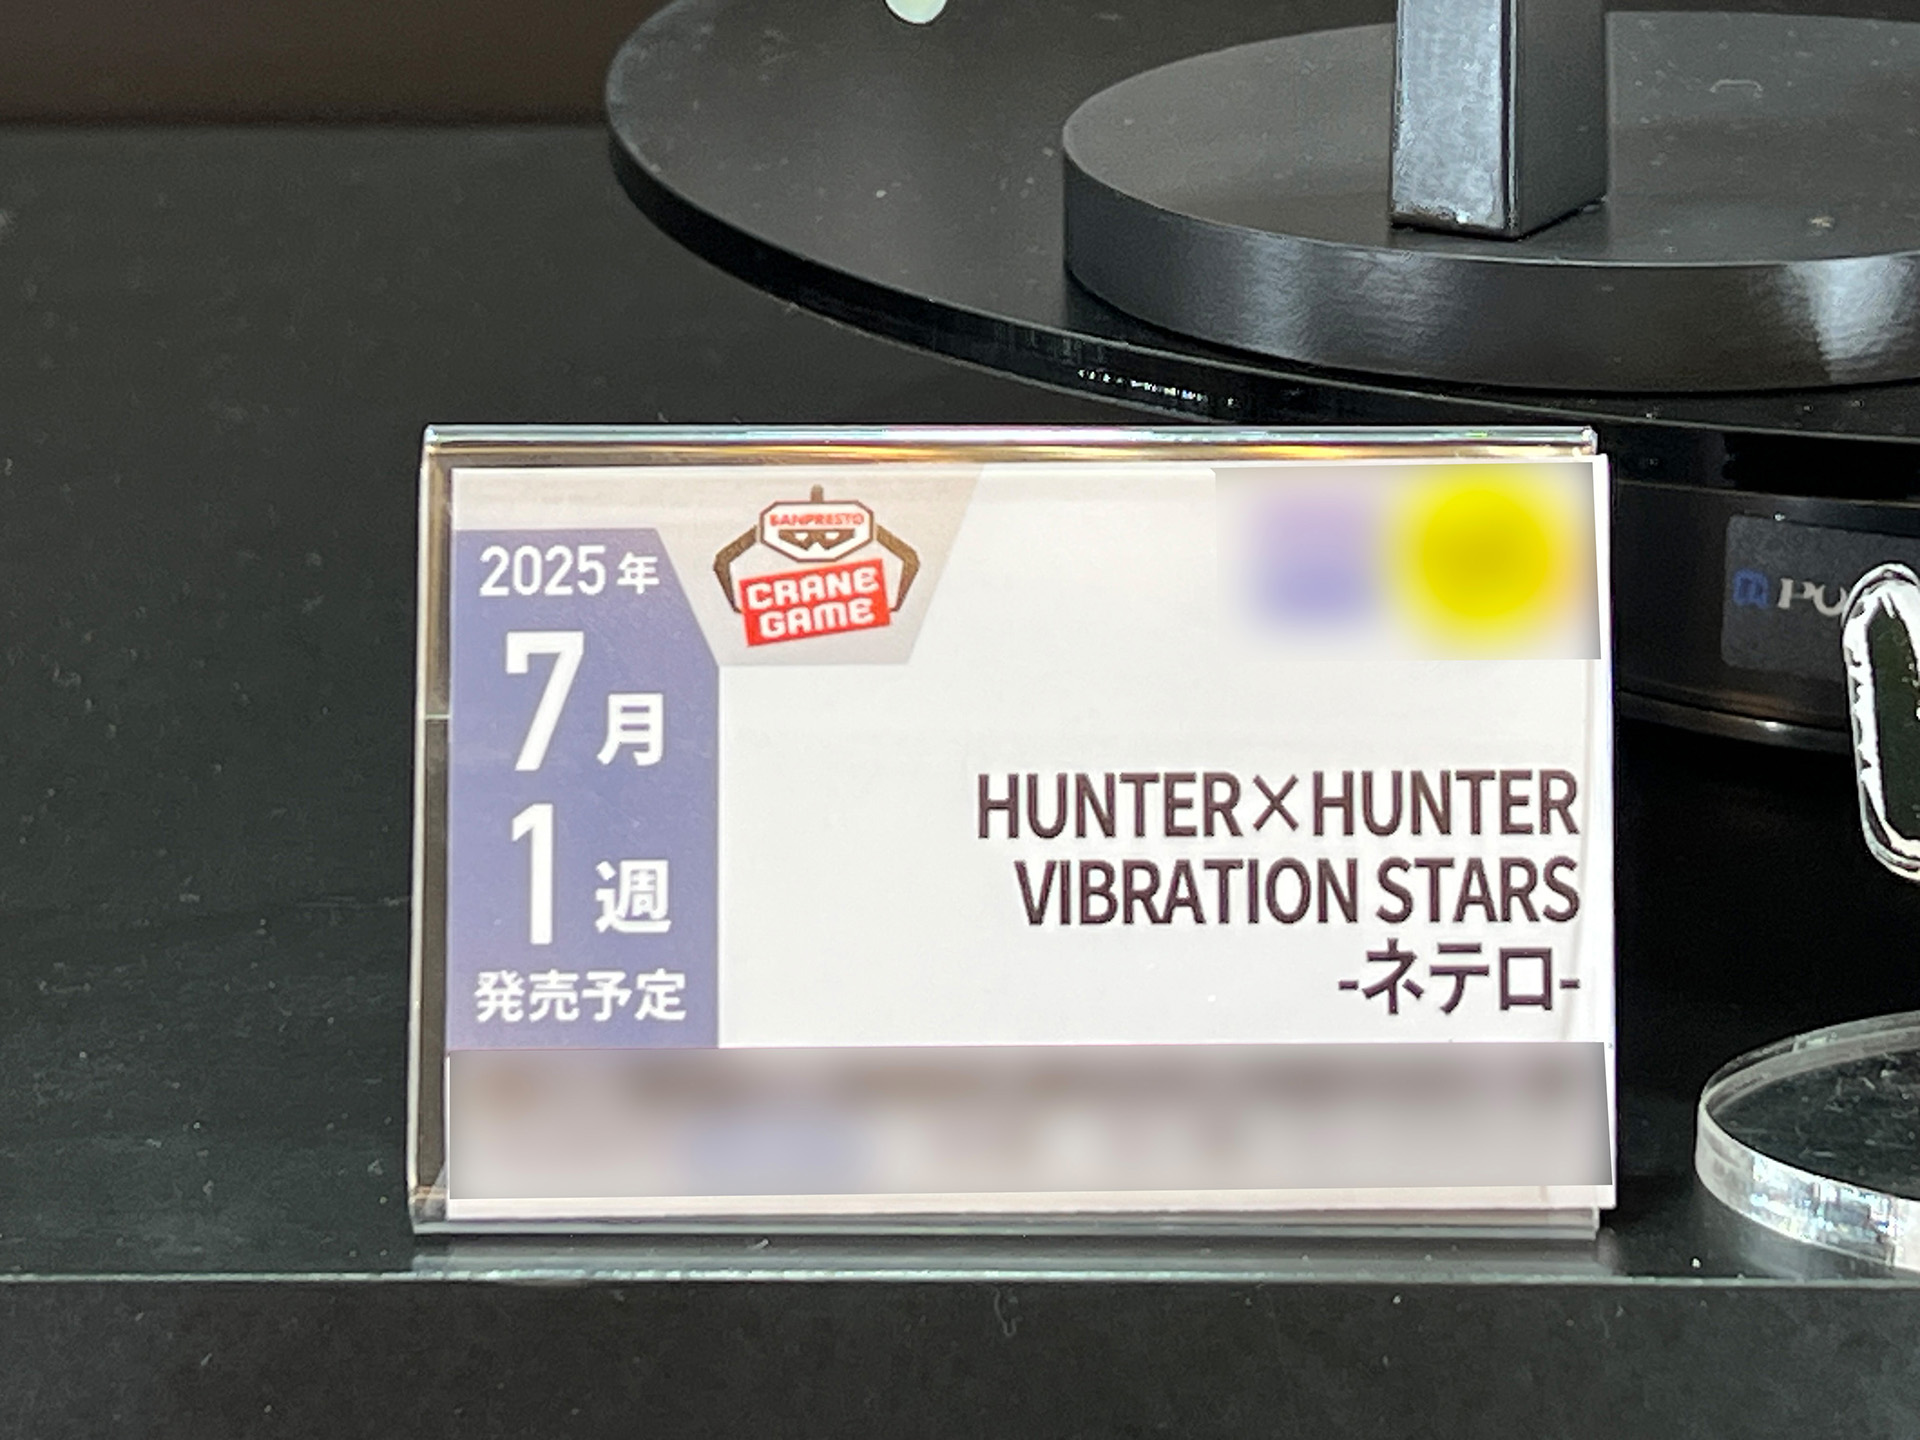 2025年
7月
1週
発売予定
BANPRESTO
CRANE
GAME
HUNTER×HUNTER
VIBRATION STARS
-ネテロ-